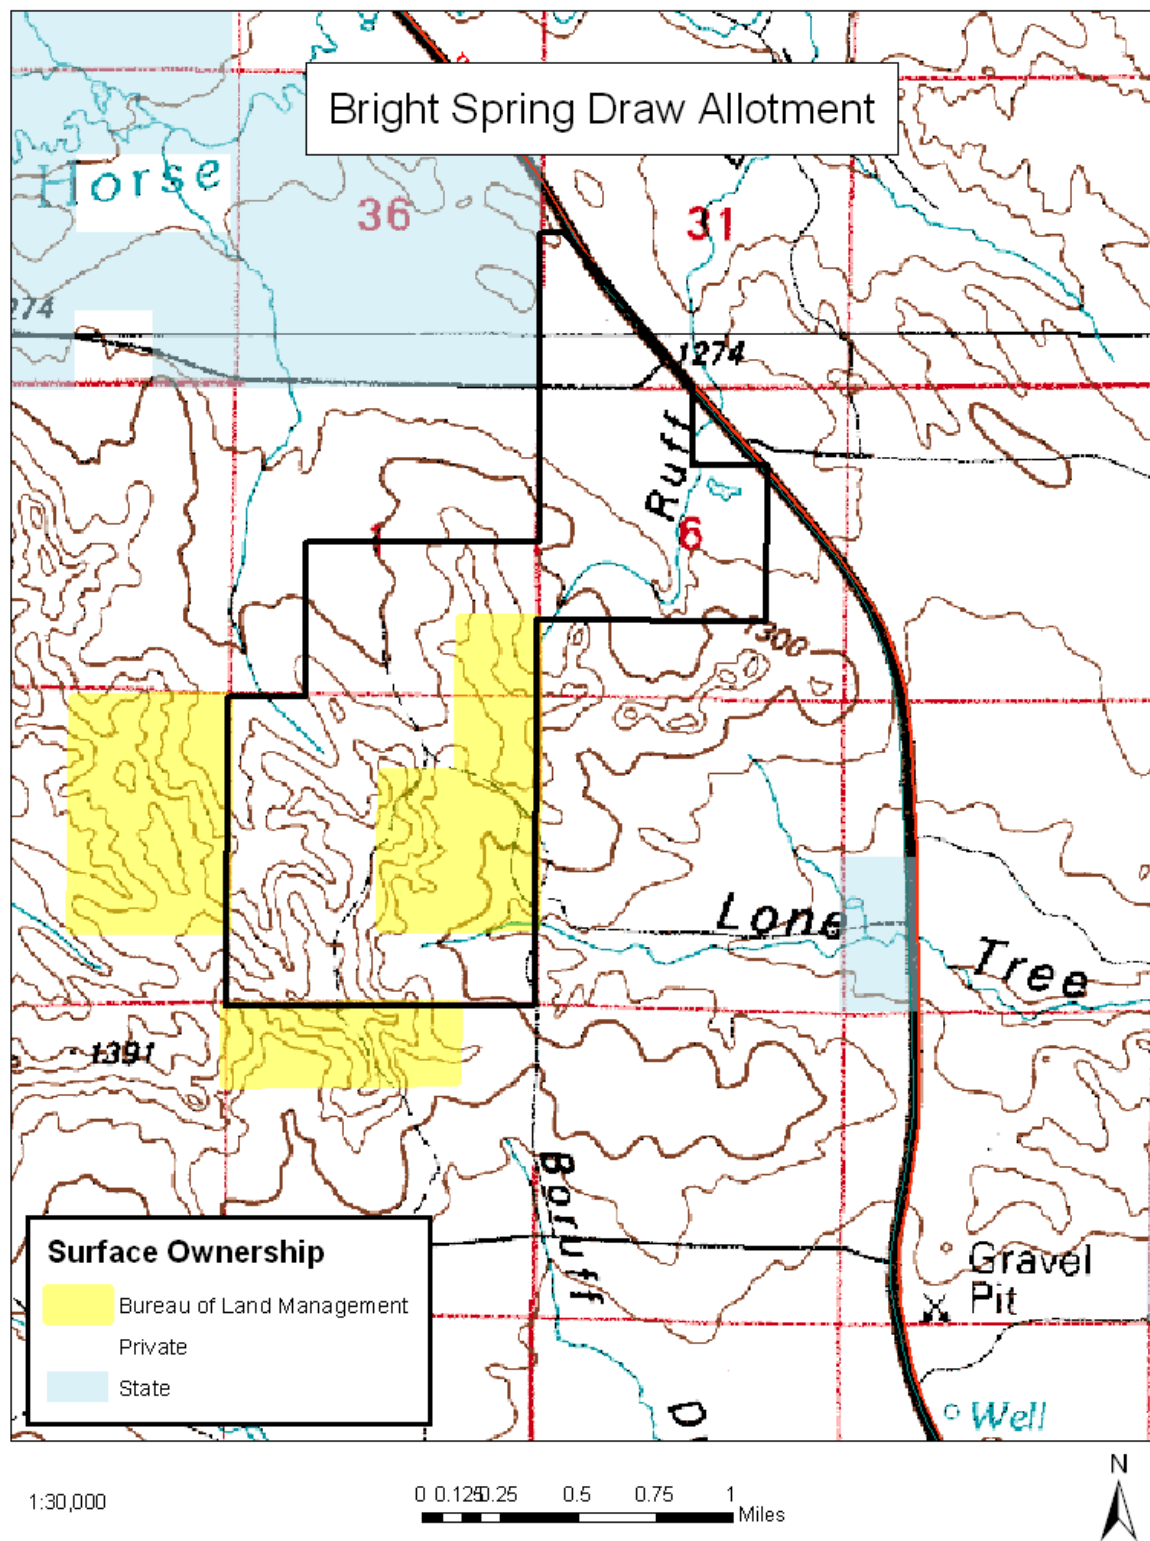 Bright Spring Draw Allotment
Horse
36
31
274
1274
Ruff
1
6
1300
Lone
Tree
1391
Boruff
Surface Ownership
Bureau of Land Management
Private
State
Gravel
Pit
Well
N
1:30,000
0 0.125 0.25 0.5 0.75 1
Miles